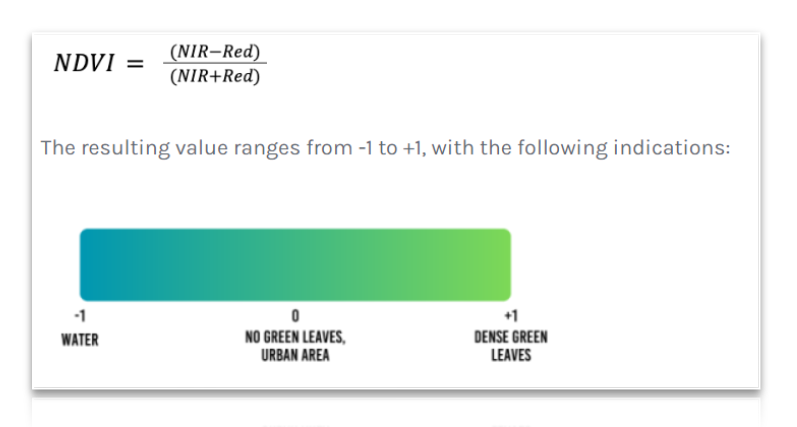 NDVI = (NIR−Red)
(NIR+Red)
The resulting value ranges from -1 to +1, with the following indications:
-1 0 +1
WATER NO GREEN LEAVES, DENSE GREEN
URBAN AREA LEAVES